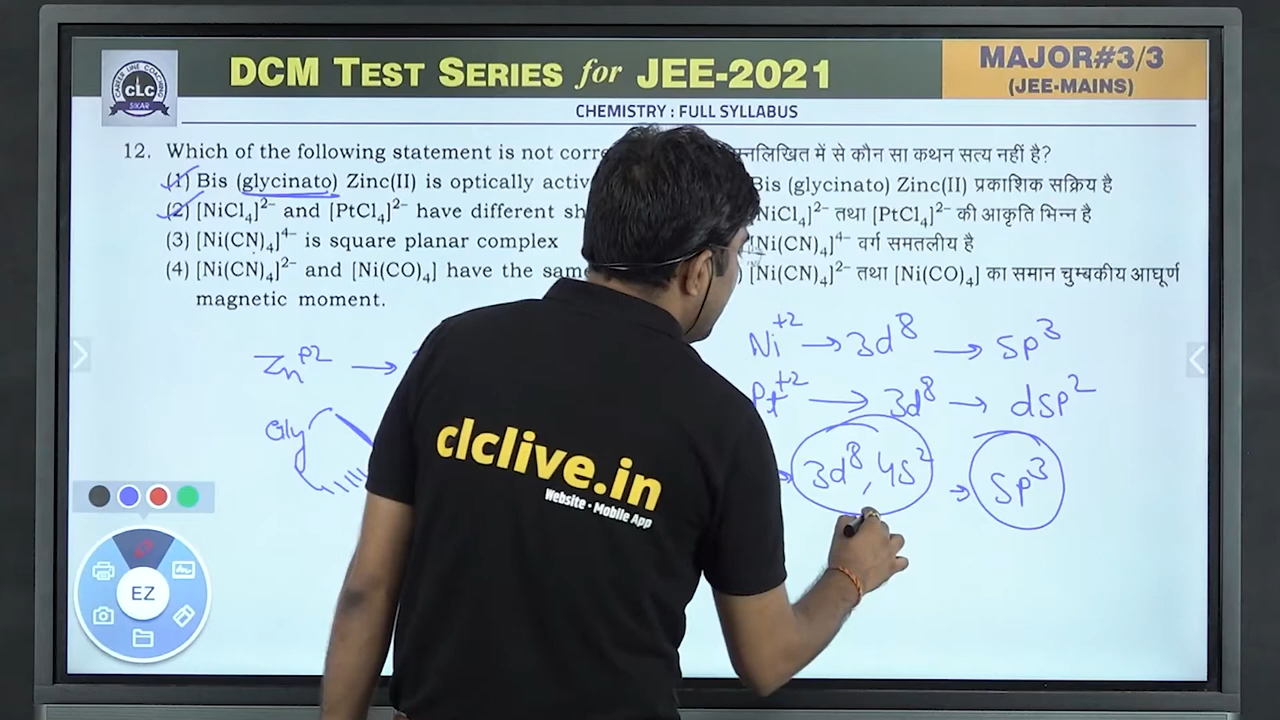 DCM TEST SERIES for JEE-2021
MAJOR#3/3
(JEE-MAINS)
CAREER LINE COACHING
CLC
SIKAR
CHEMISTRY : FULL SYLLABUS
12. Which of the following statement is not
(1) Bis (glycinato) Zinc(II) is optically
(2) [NiCl₄]²⁻ and [PtCl₄]²⁻ have different
(3) [Ni(CN)₄]⁴⁻ is square planar complex
(4) [Ni(CN)₄]²⁻ and [Ni(CO)₄] have the
magnetic moment.
में से कौन सा कथन सत्य नहीं है?
Bis (glycinato) Zinc(II) प्रकाशिक सक्रिय है
[NiCl₄]²⁻ तथा [PtCl₄]²⁻ की आकृति भिन्न है
[Ni(CN)₄]⁴⁻ वर्ग समतलीय है
[Ni(CN)₄]²⁻ तथा [Ni(CO)₄] का समान चुम्बकीय आघूर्ण
Zn⁺² →
Gly
Ni⁺² → 3d⁸ → sp³
Pt⁺² → 3d⁸ → dsp²
3d⁸, 4s² → sp³
EZ
clclive.in
Website • Mobile App